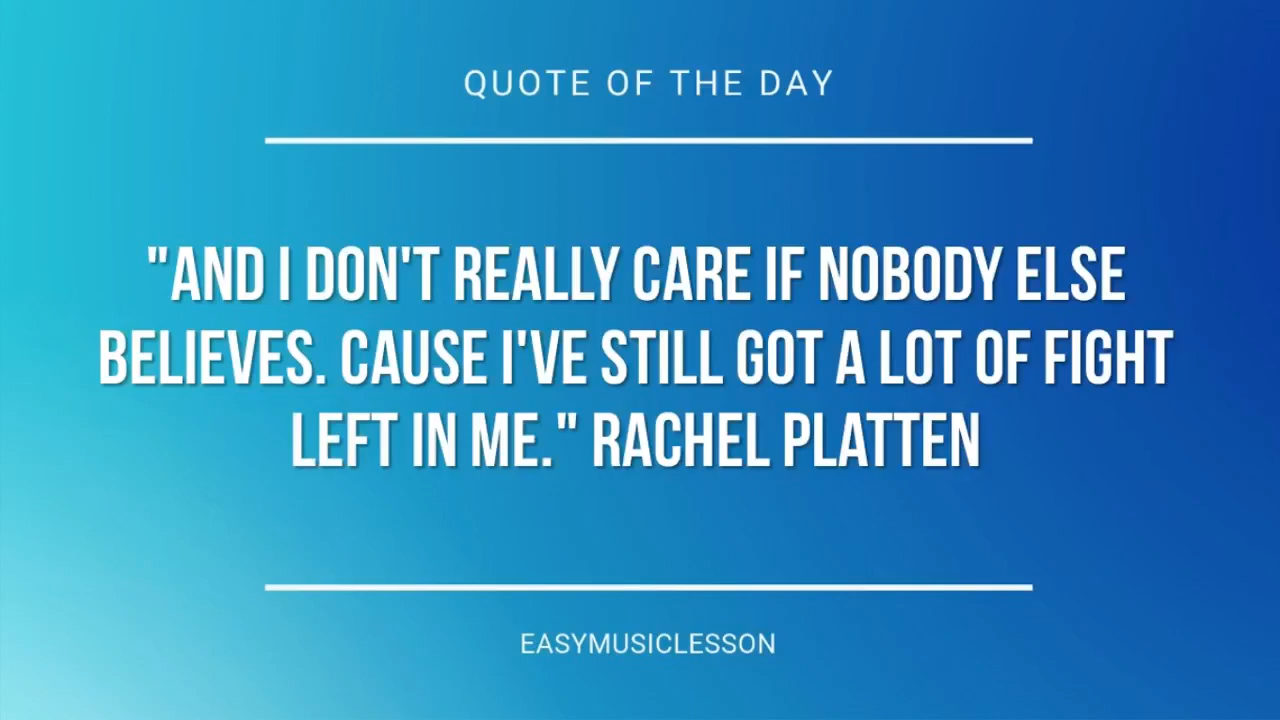 QUOTE OF THE DAY
"AND I DON'T REALLY CARE IF NOBODY ELSE
BELIEVES. CAUSE I'VE STILL GOT A LOT OF FIGHT
LEFT IN ME." RACHEL PLATTEN
EASYMUSICLESSON